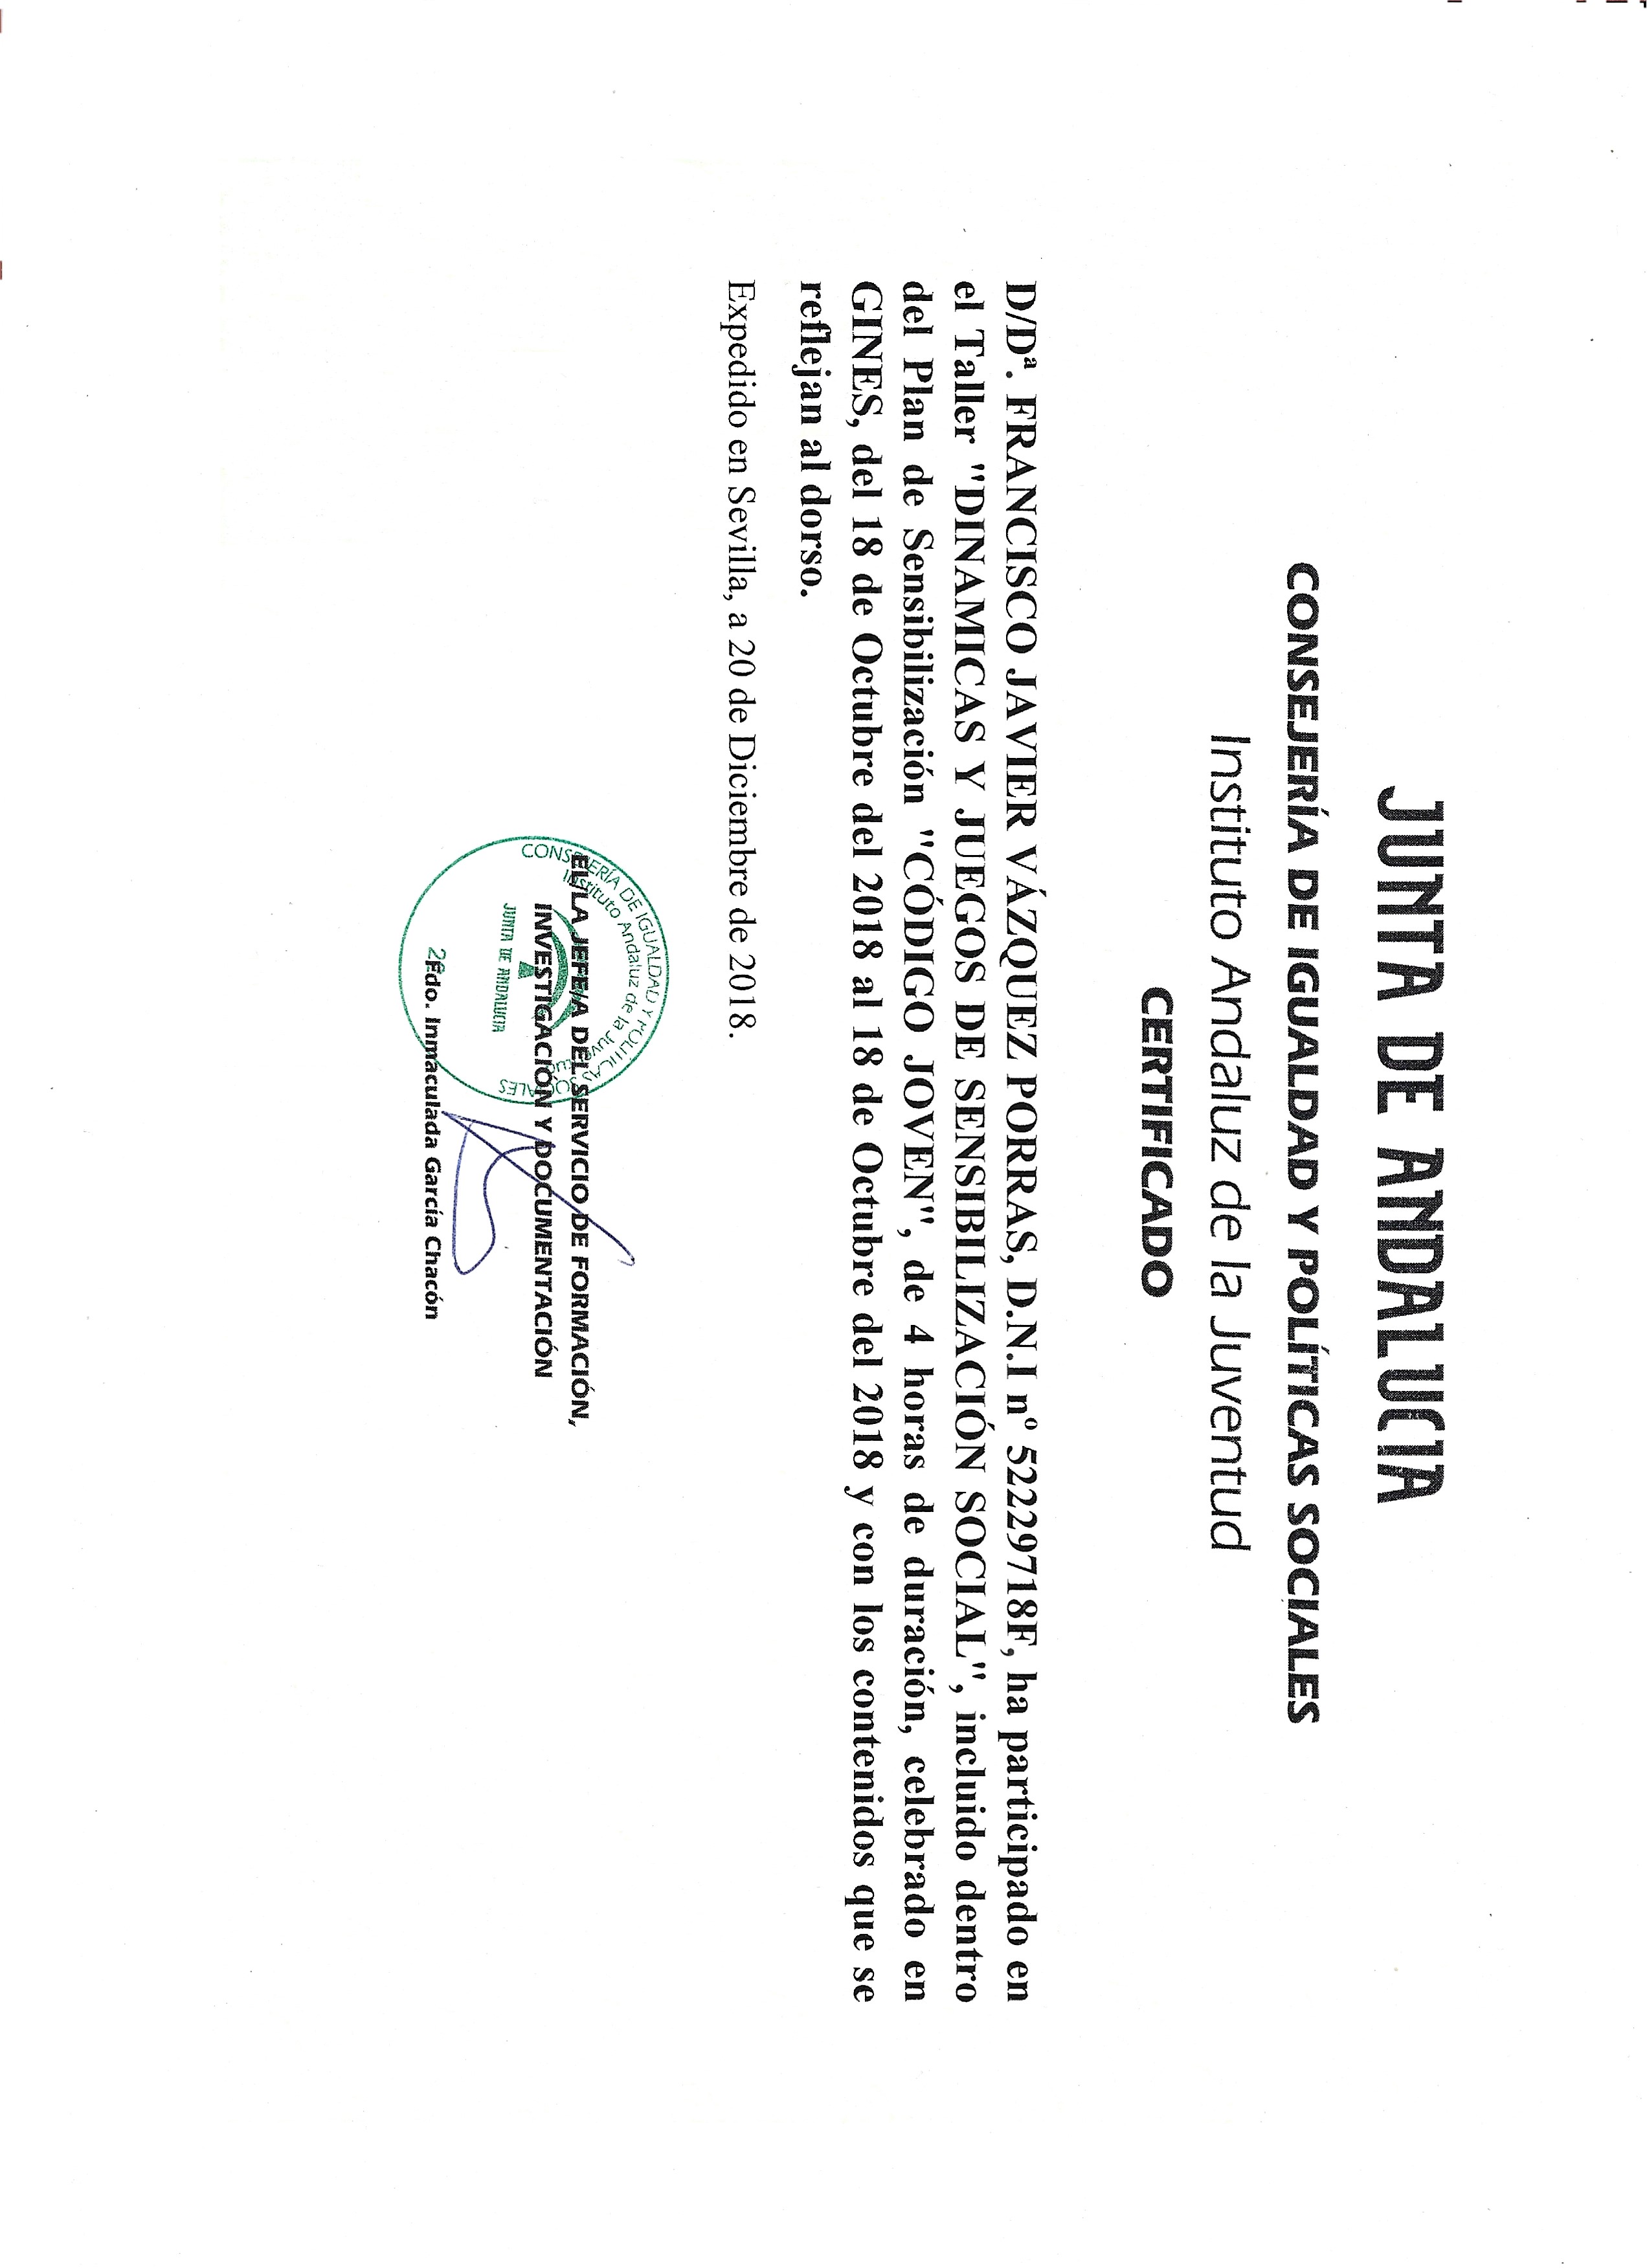 JUNTA DE ANDALUCIA
CONSEJERÍA DE IGUALDAD Y POLÍTICAS SOCIALES
Instituto Andaluz de la Juventud
CERTIFICADO
D/Dª. FRANCISCO JAVIER VÁZQUEZ PORRAS, D.N.I nº 52229718F, ha participado en
el Taller "DINAMICAS Y JUEGOS DE SENSIBILIZACIÓN SOCIAL", incluido dentro
del Plan de Sensibilización "CÓDIGO JOVEN", de 4 horas de duración, celebrado en
GINES, del 18 de Octubre del 2018 al 18 de Octubre del 2018 y con los contenidos que se
reflejan al dorso.
Expedido en Sevilla, a 20 de Diciembre de 2018.
CONSEJERÍA DE IGUALDAD Y POLÍTICAS SOCIALES
Instituto Andaluz de la Juventud
EL/LA JEFE/A DEL SERVICIO DE FORMACIÓN,
INVESTIGACIÓN Y DOCUMENTACIÓN
JUNTA DE ANDALUCIA
Fdo. Inmaculada García Chacón